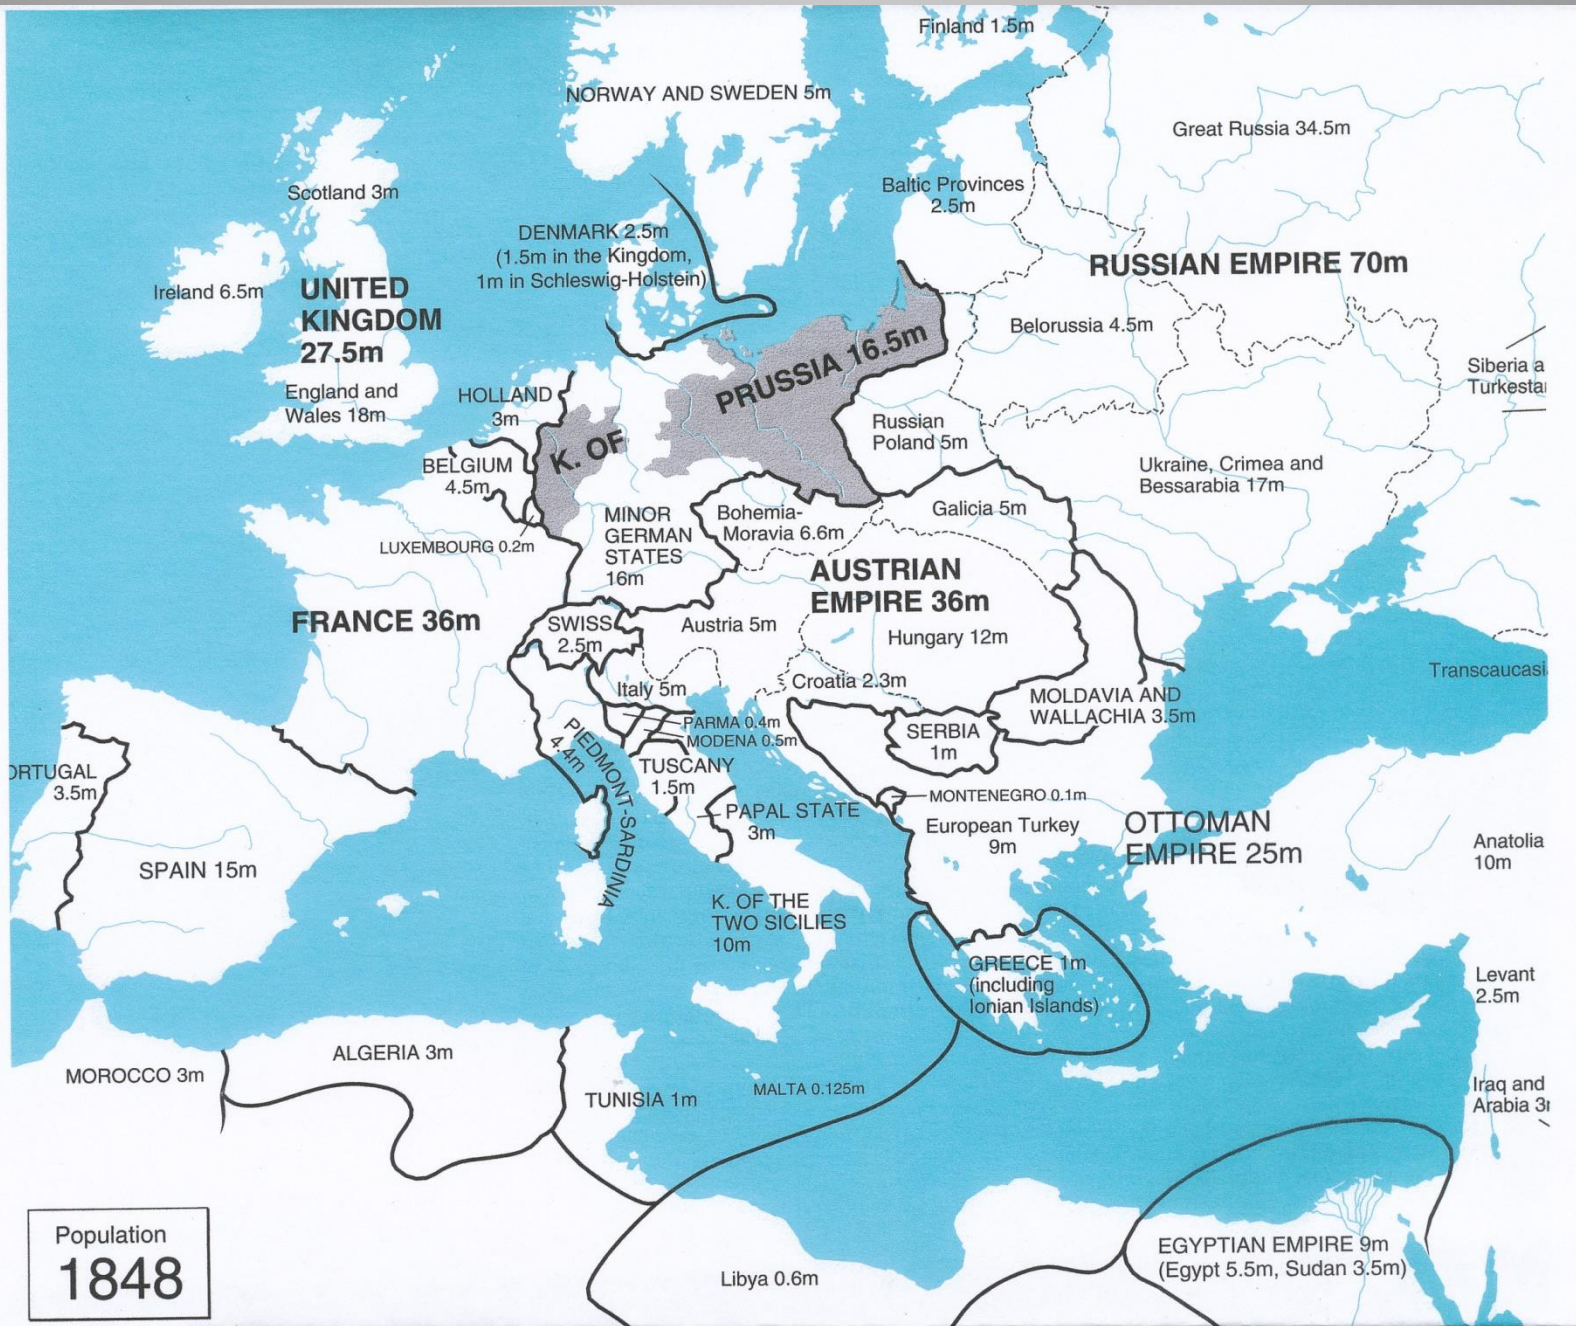 Finland 1.5m
NORWAY AND SWEDEN 5m
Great Russia 34.5m
Scotland 3m
Baltic Provinces
2.5m
DENMARK 2.5m
(1.5m in the Kingdom,
1m in Schleswig-Holstein)
RUSSIAN EMPIRE 70m
Ireland 6.5m
UNITED
KINGDOM
27.5m
Belorussia 4.5m
PRUSSIA 16.5m
K. OF
Siberia a
Turkesta
England and
Wales 18m
HOLLAND
3m
Russian
Poland 5m
BELGIUM
4.5m
Ukraine, Crimea and
Bessarabia 17m
LUXEMBOURG 0.2m
MINOR
GERMAN
STATES
16m
Bohemia-
Moravia 6.6m
Galicia 5m
AUSTRIAN
EMPIRE 36m
FRANCE 36m
SWISS
2.5m
Austria 5m
Hungary 12m
Transcaucasi
Italy 5m
Croatia 2.3m
MOLDAVIA AND
WALLACHIA 3.5m
PARMA 0.4m
MODENA 0.5m
SERBIA
1m
PIEDMONT-SARDINIA
4.4m
TUSCANY
1.5m
ORTUGAL
3.5m
MONTENEGRO 0.1m
PAPAL STATE
3m
European Turkey
9m
OTTOMAN
EMPIRE 25m
Anatolia
10m
SPAIN 15m
K. OF THE
TWO SICILIES
10m
GREECE 1m
(including
Ionian Islands)
Levant
2.5m
MOROCCO 3m
ALGERIA 3m
TUNISIA 1m
MALTA 0.125m
Iraq and
Arabia 3
Libya 0.6m
EGYPTIAN EMPIRE 9m
(Egypt 5.5m, Sudan 3.5m)
Population
1848